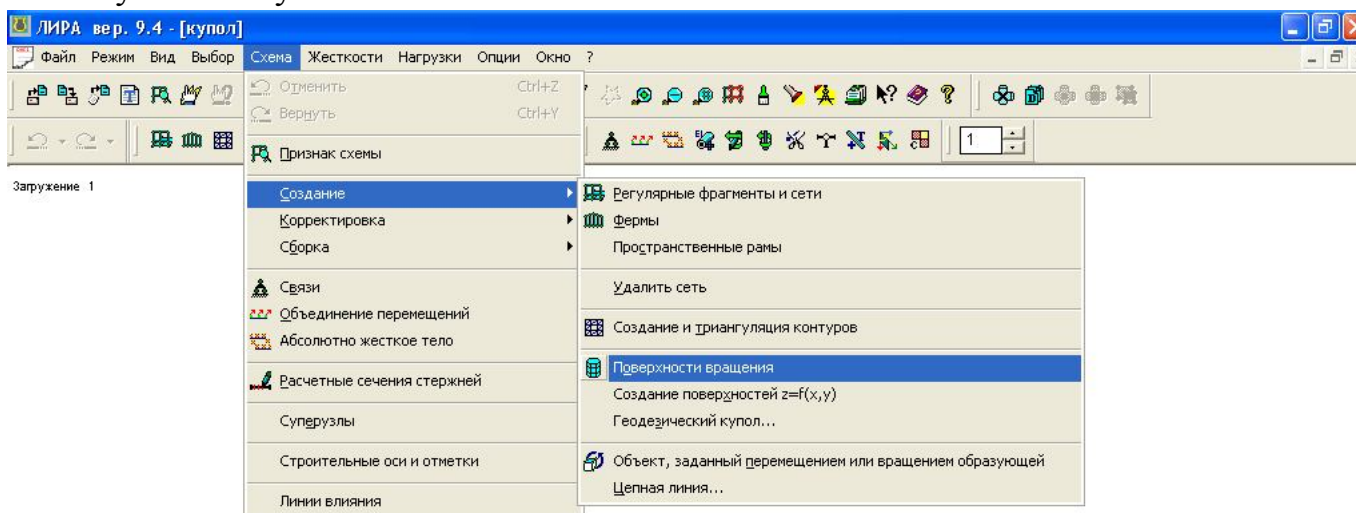 ЛИРА вер. 9.4 - [купол]
Файл Режим Вид Выбор Схема Жесткости Нагрузки Опции Окно ?
Отменить Ctrl+Z
Вернуть Ctrl+Y
1
Признак схемы
Загружение 1
Создание
Регулярные фрагменты и сети
Корректировка
Фермы
Сборка
Пространственные рамы
Связи
Удалить сеть
Объединение перемещений
Создание и триангуляция контуров
Абсолютно жесткое тело
Поверхности вращения
Расчетные сечения стержней
Создание поверхностей z=f(x,y)
Суперузлы
Геодезический купол...
Строительные оси и отметки
Объект, заданный перемещением или вращением образующей
Цепная линия...
Линии влияния